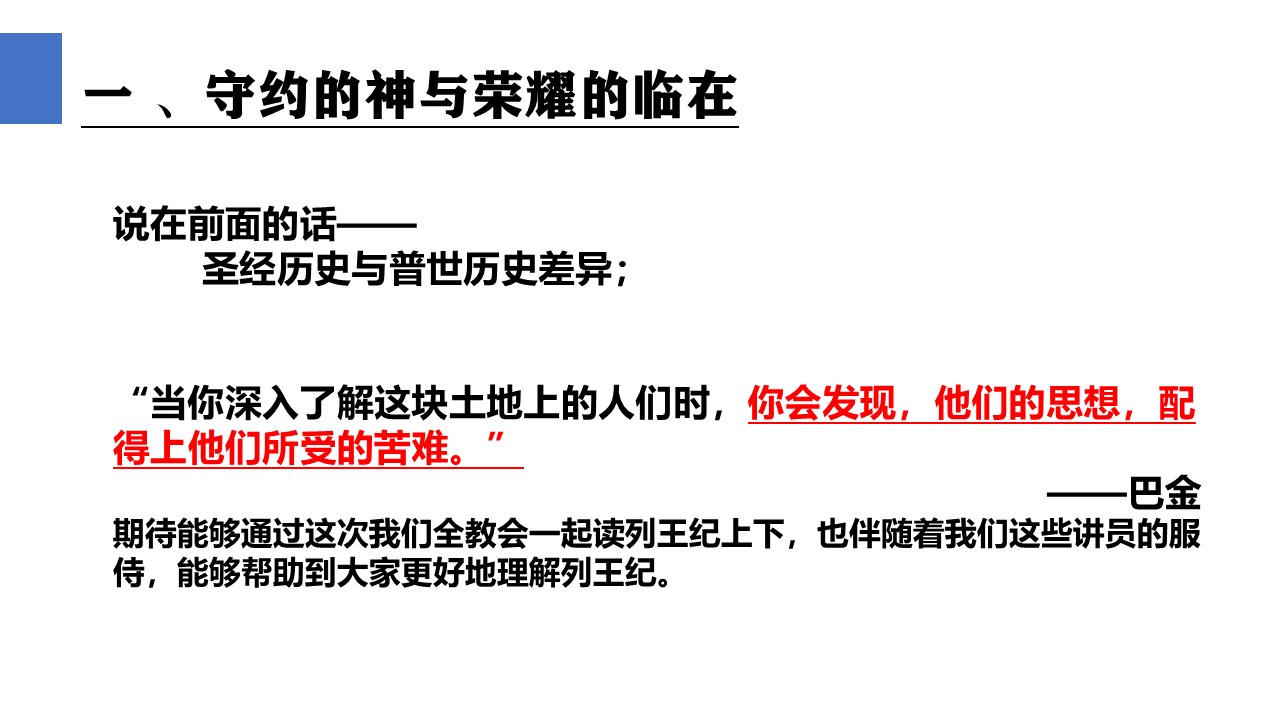 一 、守约的神与荣耀的临在
说在前面的话——
圣经历史与普世历史差异；
“当你深入了解这块土地上的人们时，你会发现，他们的思想，配
得上他们所受的苦难。”
——巴金
期待能够通过这次我们全教会一起读列王纪上下，也伴随着我们这些讲员的服
侍，能够帮助到大家更好地理解列王纪。